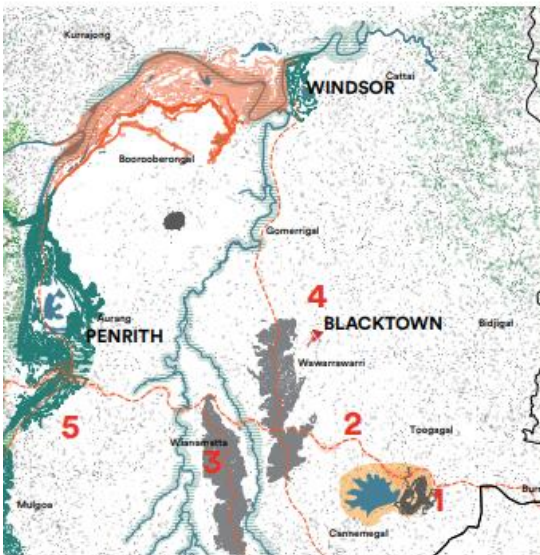 Kurrajong
Cattai
WINDSOR
Boorooberongal
Gomerrigal
4
Aurang
BLACKTOWN
Bidjigal
PENRITH
Wawarrawarri
5
2
Toogagal
Wianamatta
3
1
Mulgoa
Cannemegal
Burr